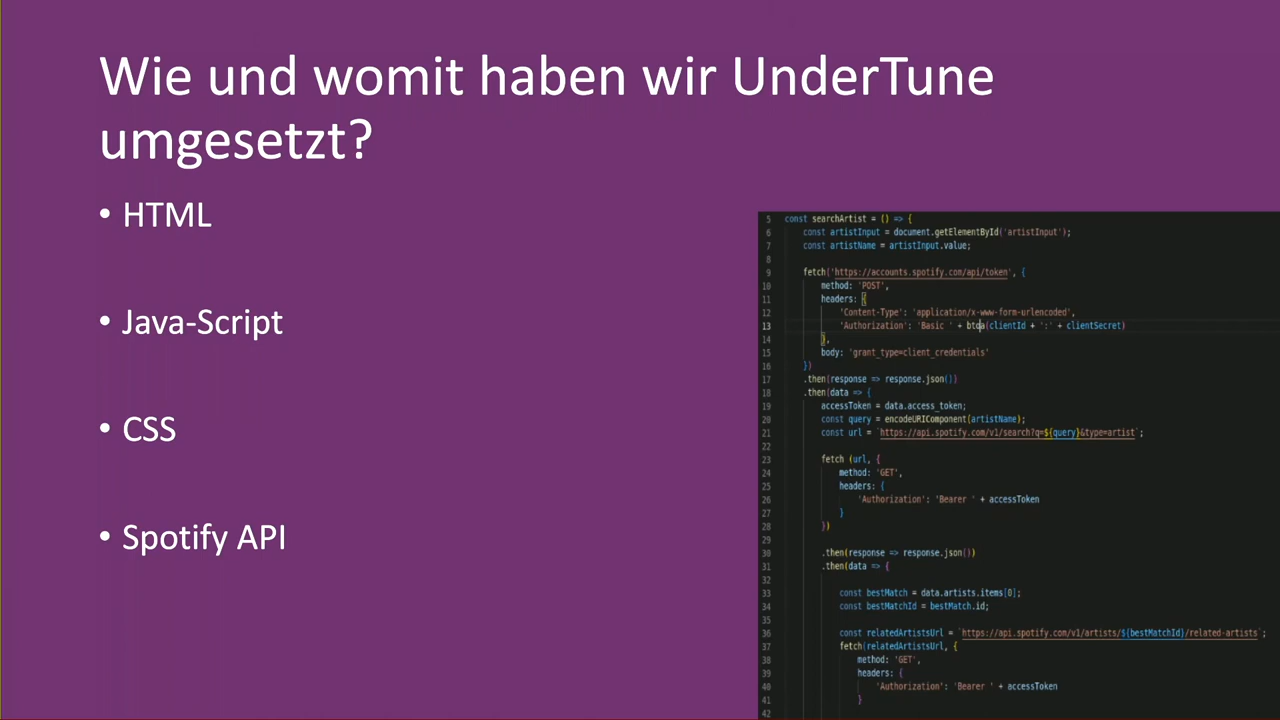 Wie und womit haben wir UnderTune
umgesetzt?
• HTML
• Java-Script
• CSS
• Spotify API
5 const searchArtist = () => {
6 const artistInput = document.getElementById('artistInput');
7 const artistName = artistInput.value;
8
9 fetch('https://accounts.spotify.com/api/token', {
10 method: 'POST',
11 headers: {
12 'Content-Type': 'application/x-www-form-urlencoded',
13 'Authorization': 'Basic ' + btoa(clientId + ':' + clientSecret)
14 },
15 body: 'grant_type=client_credentials'
16 })
17 .then(response => response.json())
18 .then(data => {
19 accessToken = data.access_token;
20 const query = encodeURIComponent(artistName);
21 const url = `https://api.spotify.com/v1/search?q=${query}&type=artist`;
22
23 fetch (url, {
24 method: 'GET',
25 headers: {
26 'Authorization': 'Bearer ' + accessToken
27 }
28 })
29
30 .then(response => response.json())
31 .then(data => {
32
33 const bestMatch = data.artists.items[0];
34 const bestMatchId = bestMatch.id;
35
36 const relatedArtistsUrl = `https://api.spotify.com/v1/artists/${bestMatchId}/related-artists`;
37 fetch(relatedArtistsUrl, {
38 method: 'GET',
39 headers: {
40 'Authorization': 'Bearer ' + accessToken
41 }
42